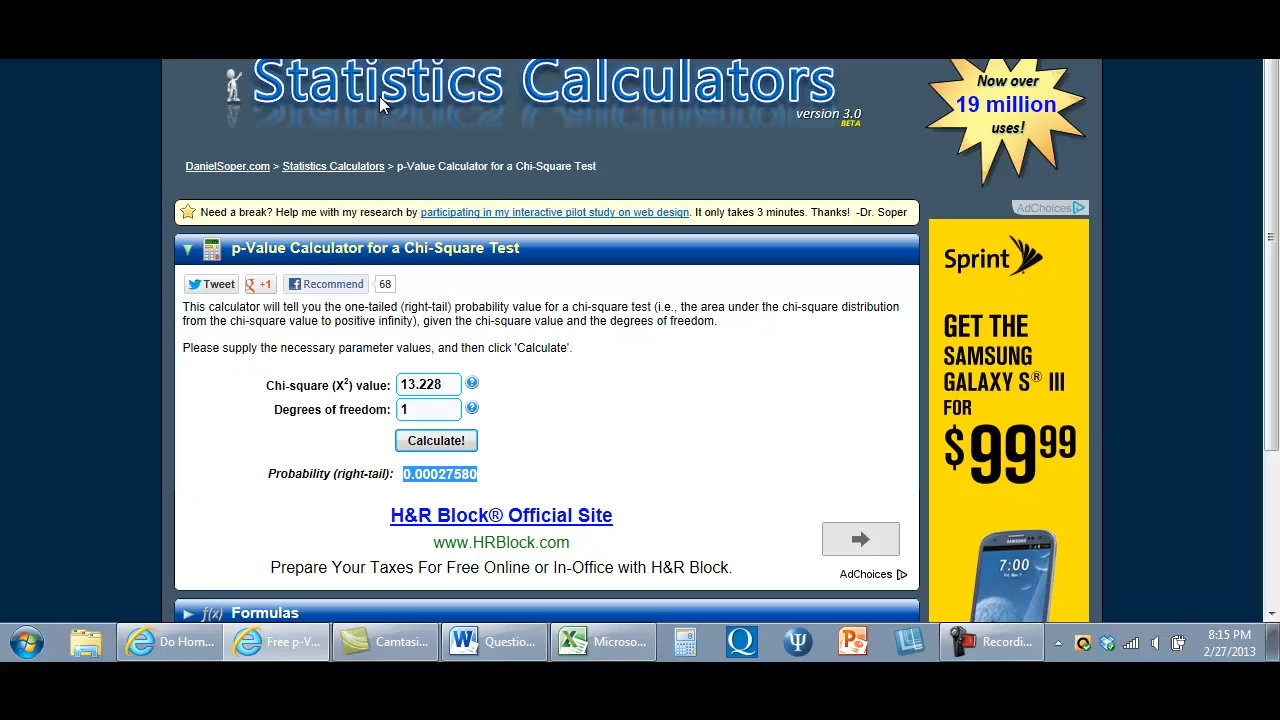 Statistics Calculators
version 3.0
BETA
Now over
19 million
uses!
DanielSoper.com > Statistics Calculators > p-Value Calculator for a Chi-Square Test
Need a break? Help me with my research by participating in my interactive pilot study on web design. It only takes 3 minutes. Thanks! -Dr. Soper
AdChoices
p-Value Calculator for a Chi-Square Test
Tweet +1 Recommend 68
This calculator will tell you the one-tailed (right-tail) probability value for a chi-square test (i.e., the area under the chi-square distribution
from the chi-square value to positive infinity), given the chi-square value and the degrees of freedom.
Please supply the necessary parameter values, and then click 'Calculate'.
Chi-square (X²) value: 13.228
Degrees of freedom: 1
Calculate!
Probability (right-tail): 0.00027580
H&R Block® Official Site
www.HRBlock.com
Prepare Your Taxes For Free Online or In-Office with H&R Block.
AdChoices
f(x) Formulas
Sprint
GET THE
SAMSUNG
GALAXY S® III
FOR
$99⁹⁹
7:00
Do Hom...
Free p-V...
Camtasi...
Questio...
Microso...
Recordi...
8:15 PM
2/27/2013